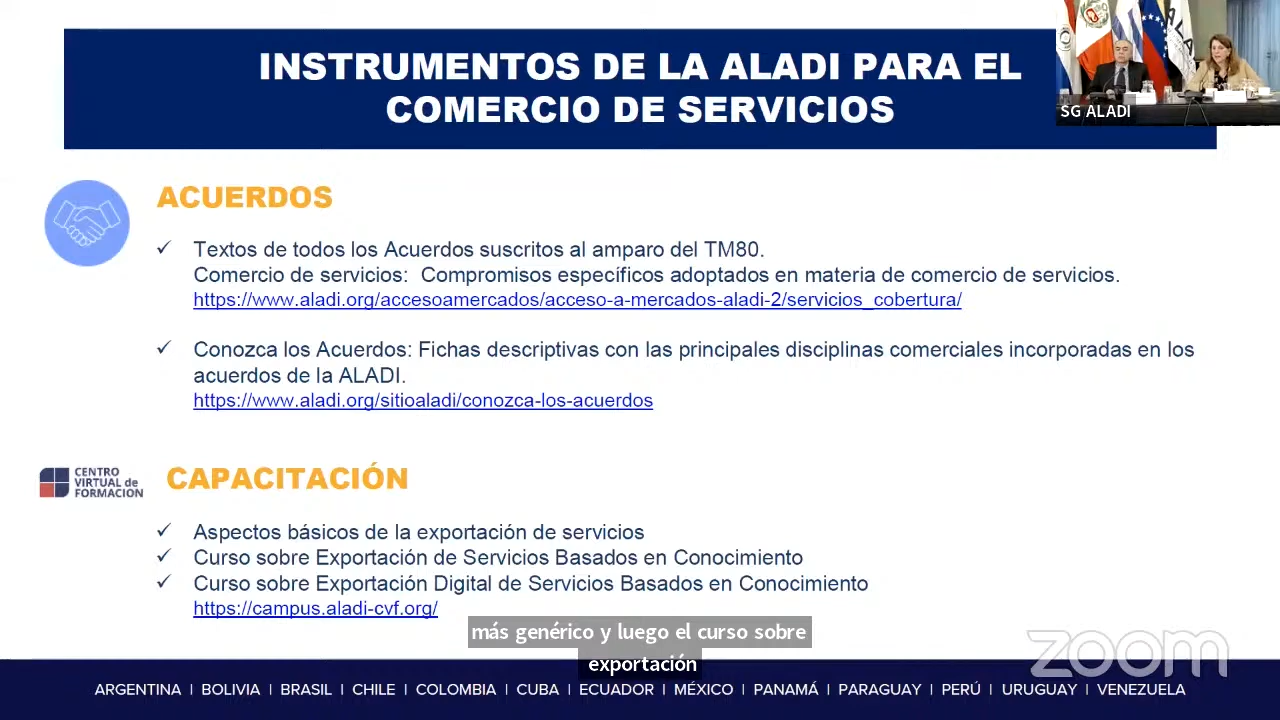 INSTRUMENTOS DE LA ALADI PARA EL
COMERCIO DE SERVICIOS
SG ALADI
ACUERDOS
✓ Textos de todos los Acuerdos suscritos al amparo del TM80.
Comercio de servicios: Compromisos específicos adoptados en materia de comercio de servicios.
https://www.aladi.org/accesoamercados/acceso-a-mercados-aladi-2/servicios_cobertura/
✓ Conozca los Acuerdos: Fichas descriptivas con las principales disciplinas comerciales incorporadas en los
acuerdos de la ALADI.
https://www.aladi.org/sitioaladi/conozca-los-acuerdos
CENTRO
VIRTUAL de
FORMACION
CAPACITACIÓN
✓ Aspectos básicos de la exportación de servicios
✓ Curso sobre Exportación de Servicios Basados en Conocimiento
✓ Curso sobre Exportación Digital de Servicios Basados en Conocimiento
https://campus.aladi-cvf.org/
más genérico y luego el curso sobre
exportación
zoom
ARGENTINA | BOLIVIA | BRASIL | CHILE | COLOMBIA | CUBA | ECUADOR | MÉXICO | PANAMÁ | PARAGUAY | PERÚ | URUGUAY | VENEZUELA